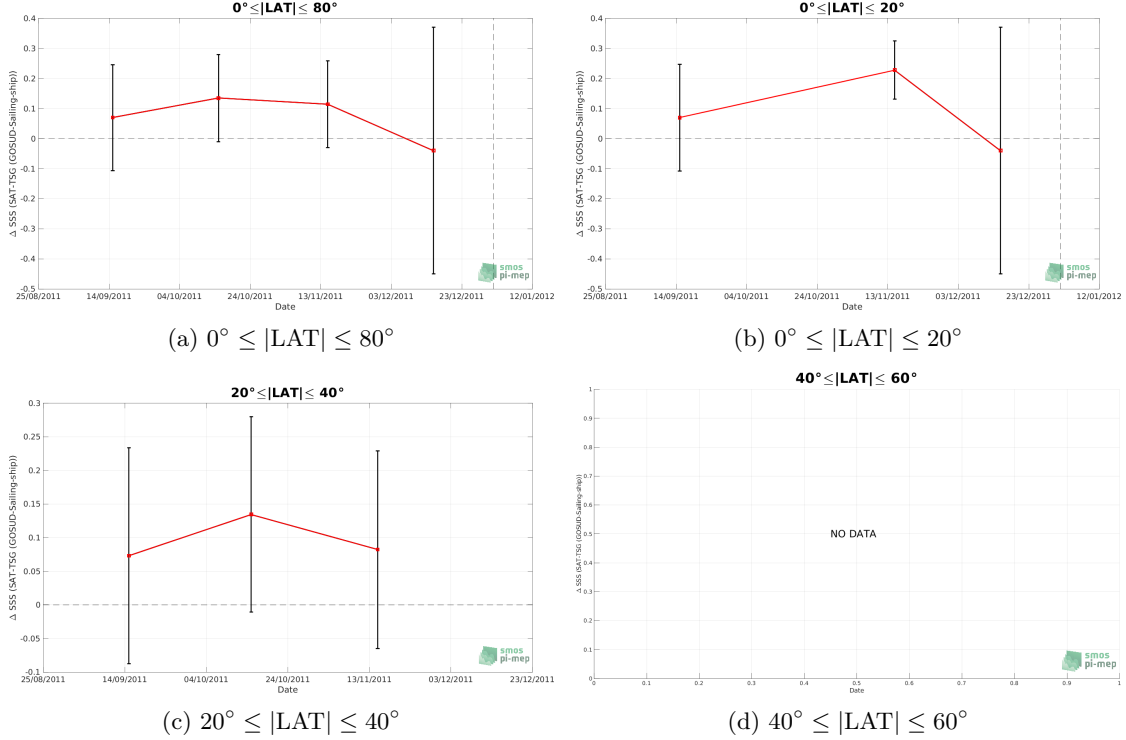 0°≤|LAT|≤ 80°
0.4
0.3
0.2
0.1
0
-0.1
-0.2
-0.3
-0.4
-0.5
Δ SSS (SAT-TSG (GOSUD-Sailing-ship))
25/08/2011 14/09/2011 04/10/2011 24/10/2011 13/11/2011 03/12/2011 23/12/2011 12/01/2012
Date
smos
pi-mep
(a) 0° ≤ |LAT| ≤ 80°
0°≤|LAT|≤ 20°
0.4
0.3
0.2
0.1
0
-0.1
-0.2
-0.3
-0.4
-0.5
Δ SSS (SAT-TSG (GOSUD-Sailing-ship))
25/08/2011 14/09/2011 04/10/2011 24/10/2011 13/11/2011 03/12/2011 23/12/2011 12/01/2012
Date
smos
pi-mep
(b) 0° ≤ |LAT| ≤ 20°
20°≤|LAT|≤ 40°
0.3
0.25
0.2
0.15
0.1
0.05
0
-0.05
-0.1
Δ SSS (SAT-TSG (GOSUD-Sailing-ship))
25/08/2011 14/09/2011 04/10/2011 24/10/2011 13/11/2011 03/12/2011 23/12/2011
Date
smos
pi-mep
(c) 20° ≤ |LAT| ≤ 40°
40°≤|LAT|≤ 60°
1
0.9
0.8
0.7
0.6
0.5
0.4
0.3
0.2
0.1
0
Δ SSS (SAT-TSG (GOSUD-Sailing-ship))
NO DATA
0 0.1 0.2 0.3 0.4 0.5 0.6 0.7 0.8 0.9 1
Date
smos
pi-mep
(d) 40° ≤ |LAT| ≤ 60°